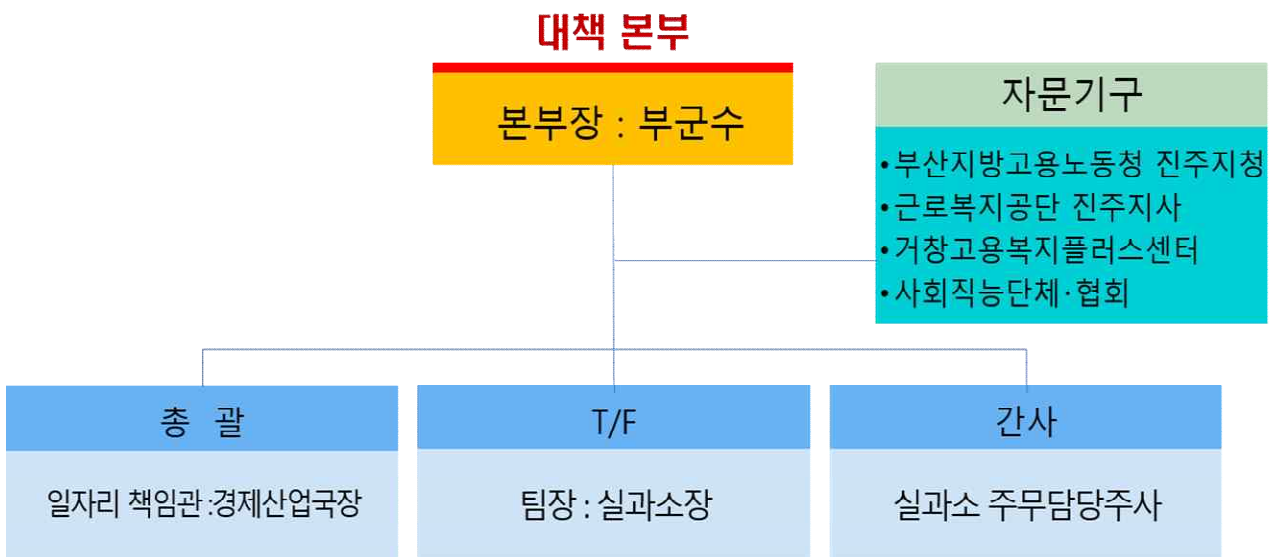 대책 본부
본부장 : 부군수
자문기구
•부산지방고용노동청 진주지청
•근로복지공단 진주지사
•거창고용복지플러스센터
•사회직능단체·협회
총 괄
일자리 책임관 :경제산업국장
T/F
팀장 : 실과소장
간사
실과소 주무담당주사